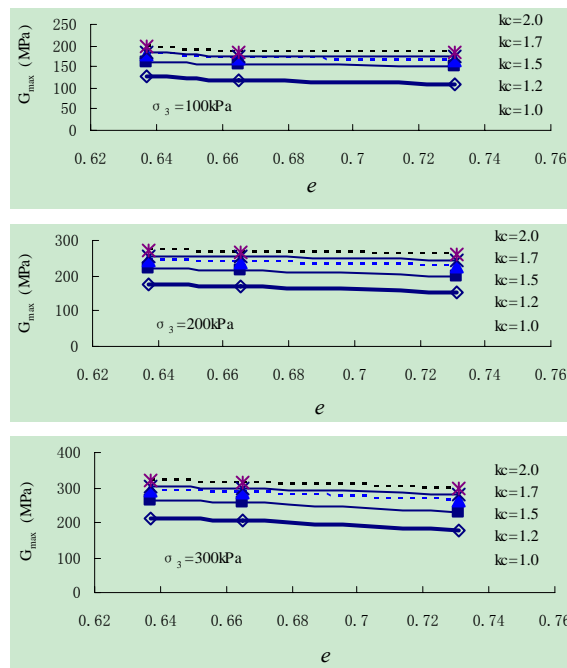 250
200
150
100
50
0
G max (MPa)
σ 3 =100kPa
kc=2.0
kc=1.7
kc=1.5
kc=1.2
kc=1.0
0.62 0.64 0.66 0.68 0.7 0.72 0.74 0.76
e
300
200
100
0
G max (MPa)
σ 3 =200kPa
kc=2.0
kc=1.7
kc=1.5
kc=1.2
kc=1.0
0.62 0.64 0.66 0.68 0.7 0.72 0.74 0.76
e
400
300
200
100
0
G max (MPa)
σ 3 =300kPa
kc=2.0
kc=1.7
kc=1.5
kc=1.2
kc=1.0
0.62 0.64 0.66 0.68 0.7 0.72 0.74 0.76
e